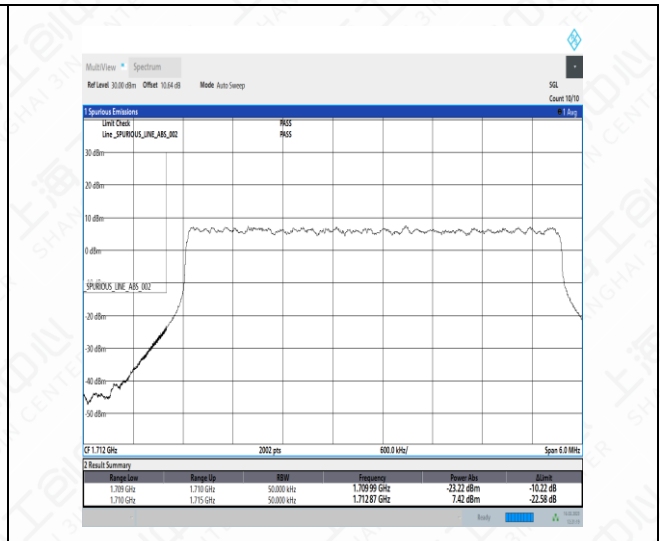 MultiView Spectrum
Ref Level 30.00 dBm Offset 10.64 dB Mode Auto Sweep SGL
Count 10/10
1 Spurious Emissions 1 Avg
Limit Check PASS
Line _SPURIOUS_LINE_ABS_002 PASS
30 dBm
20 dBm
10 dBm
0 dBm
SPURIOUS_LINE_ABS_002
-20 dBm
-30 dBm
-40 dBm
-50 dBm
CF 1.712 GHz 2002 pts 600.0 kHz/ Span 6.0 MHz
2 Result Summary
Range Low Range Up RBW Frequency Power Abs ΔLimit
1.709 GHz 1.710 GHz 50.000 kHz 1.709 99 GHz -23.22 dBm -10.22 dB
1.710 GHz 1.715 GHz 50.000 kHz 1.712 87 GHz 7.42 dBm -22.58 dB
Ready